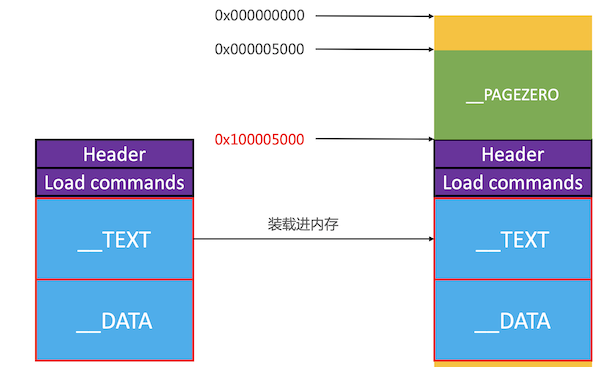 0x000000000
0x000005000
__PAGEZERO
0x100005000
Header
Load commands
__TEXT
__DATA
装载进内存
Header
Load commands
__TEXT
__DATA